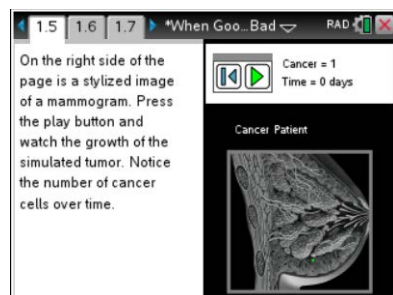 1.5 1.6 1.7 *When Goo...Bad RAD
On the right side of the
page is a stylized image
of a mammogram. Press
the play button and
watch the growth of the
simulated tumor. Notice
the number of cancer
cells over time.
Cancer = 1
Time = 0 days
Cancer Patient